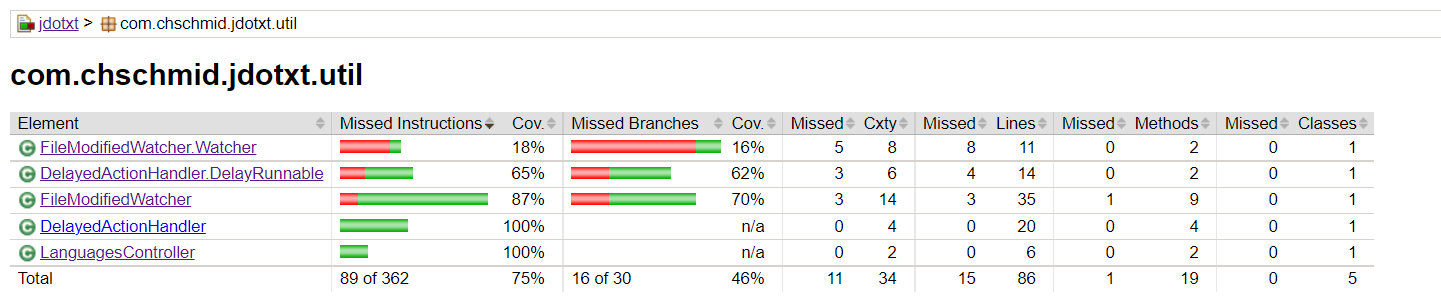 jdotxt > com.chschmid.jdotxt.util
com.chschmid.jdotxt.util
Element Missed Instructions Cov. Missed Branches Cov. Missed Cxty Missed Lines Missed Methods Missed Classes
C FileModifiedWatcher.Watcher 18% 16% 5 8 8 11 0 2 0 1
C DelayedActionHandler.DelayRunnable 65% 62% 3 6 4 14 0 2 0 1
C FileModifiedWatcher 87% 70% 3 14 3 35 1 9 0 1
C DelayedActionHandler 100% n/a 0 4 0 20 0 4 0 1
C LanguagesController 100% n/a 0 2 0 6 0 2 0 1
Total 89 of 362 75% 16 of 30 46% 11 34 15 86 1 19 0 5